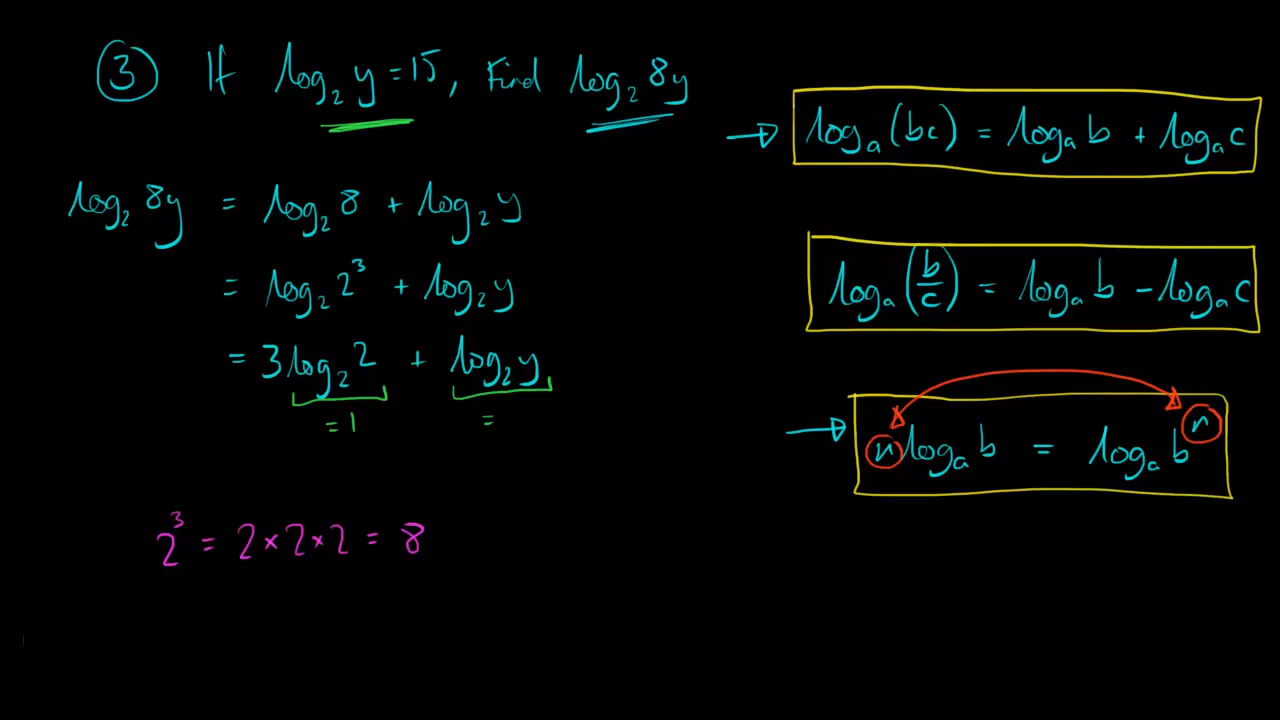 ③ If log₂ y = 15, Find log₂ 8y
log₂ 8y = log₂ 8 + log₂ y
= log₂ 2³ + log₂ y
= 3 log₂ 2 + log₂ y
= 1 =
2³ = 2 × 2 × 2 = 8
logₐ (bc) = logₐ b + logₐ c
logₐ (b/c) = logₐ b - logₐ c
n logₐ b = logₐ bⁿ